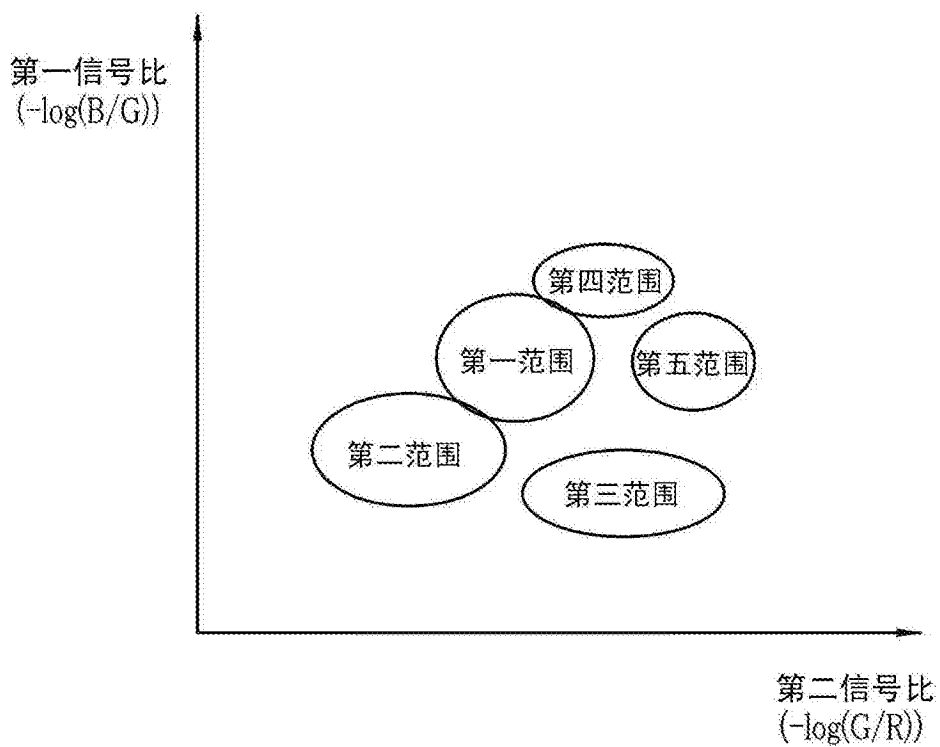 第一信号比
(-log(B/G))
第四范围
第一范围
第五范围
第二范围
第三范围
第二信号比
(-log(G/R))